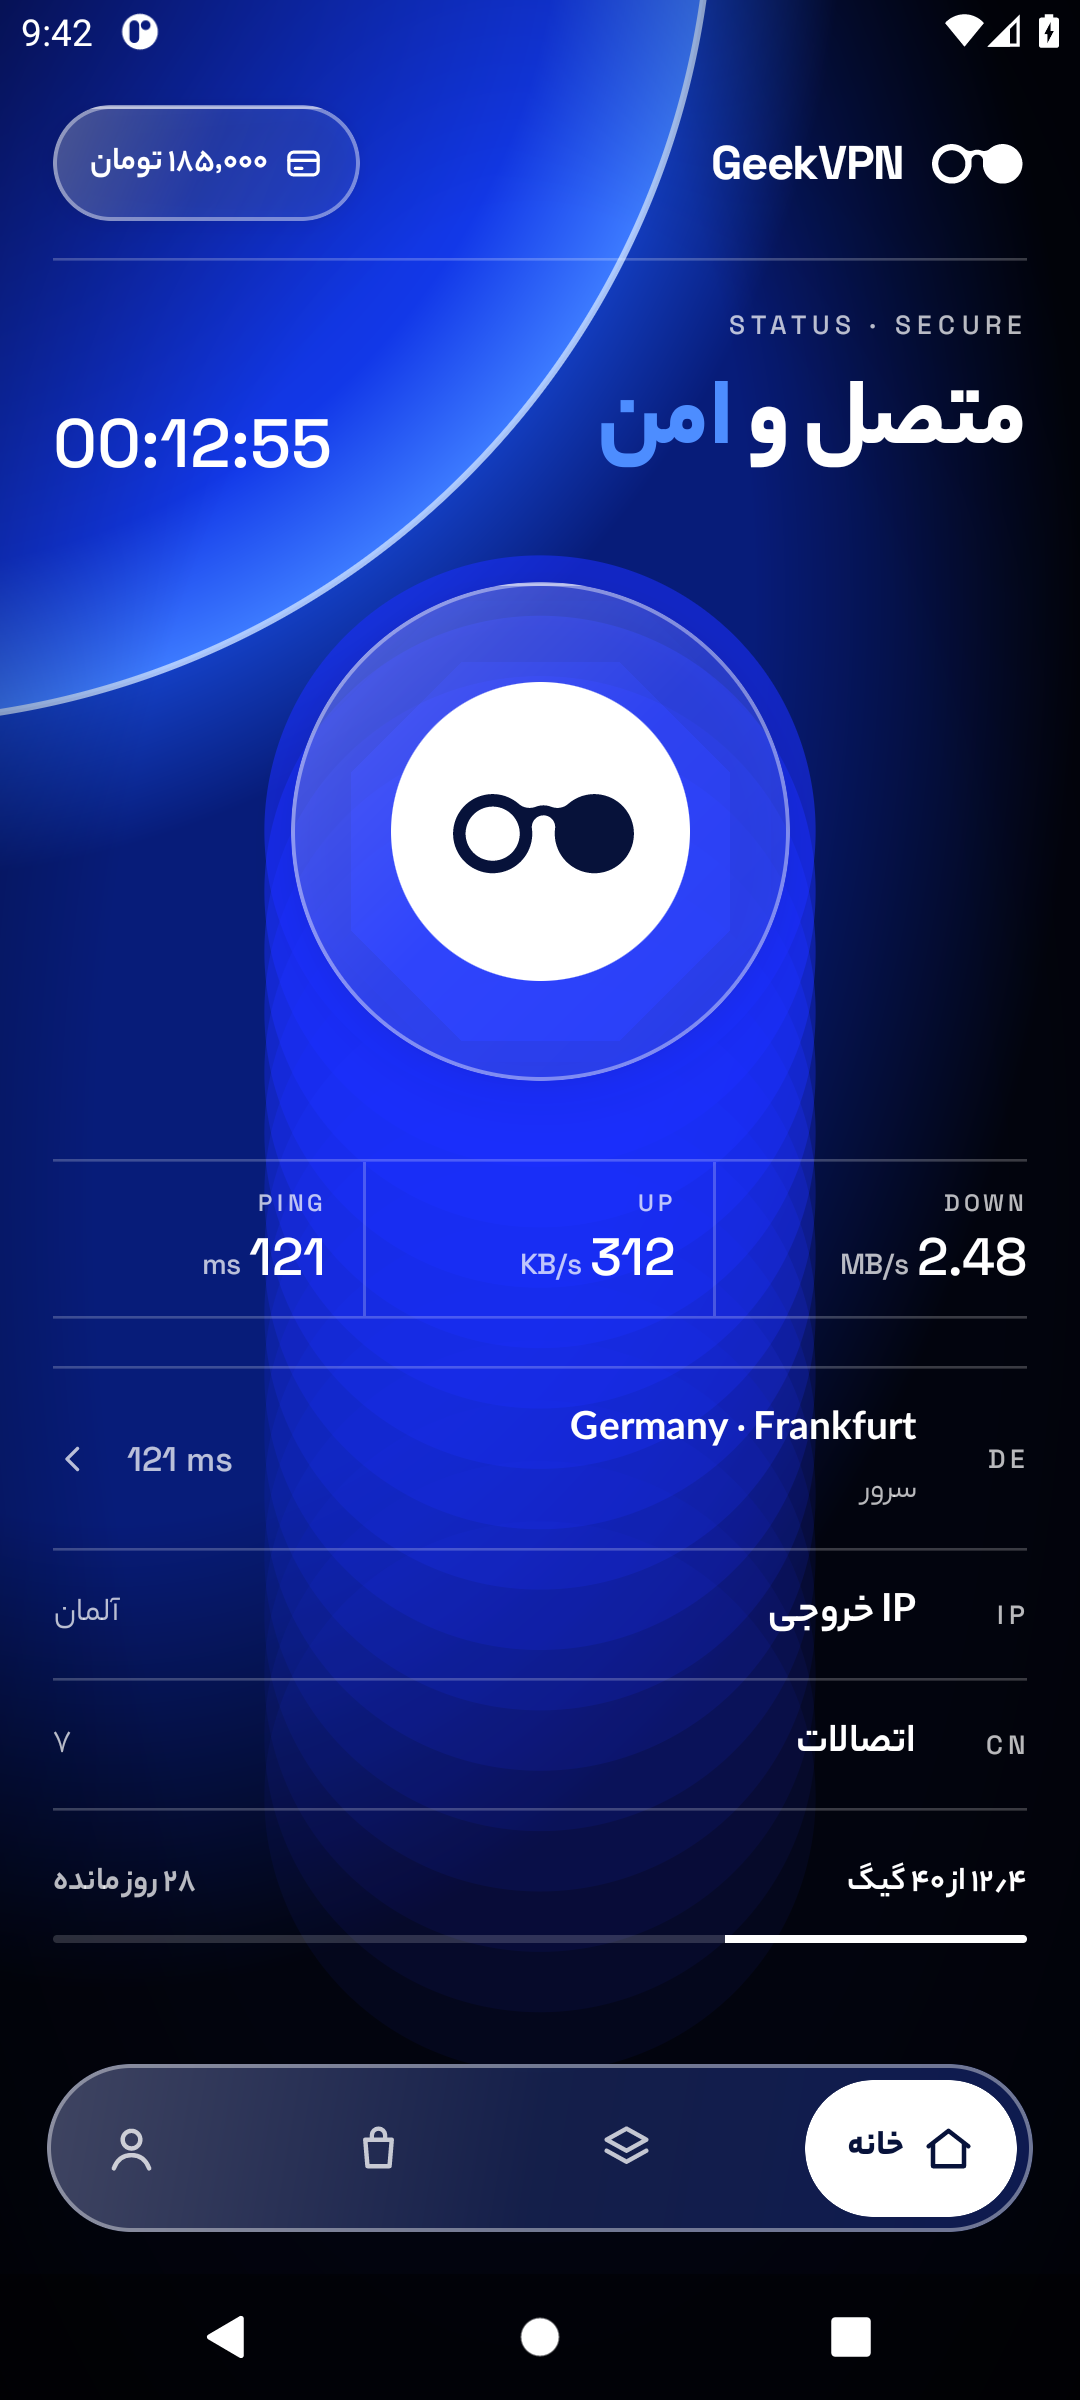 9:42
GeekVPN
۱۸۵,۰۰۰ تومان
STATUS · SECURE
متصل و امن
00:12:55
DOWN
2.48 MB/s
UP
312 KB/s
PING
121 ms
DE
Germany · Frankfurt
سرور
121 ms
IP
IP خروجی
آلمان
CN
اتصالات
۷
۱۲٫۴ از ۴۰ گیگ
۲۸ روز مانده
خانه